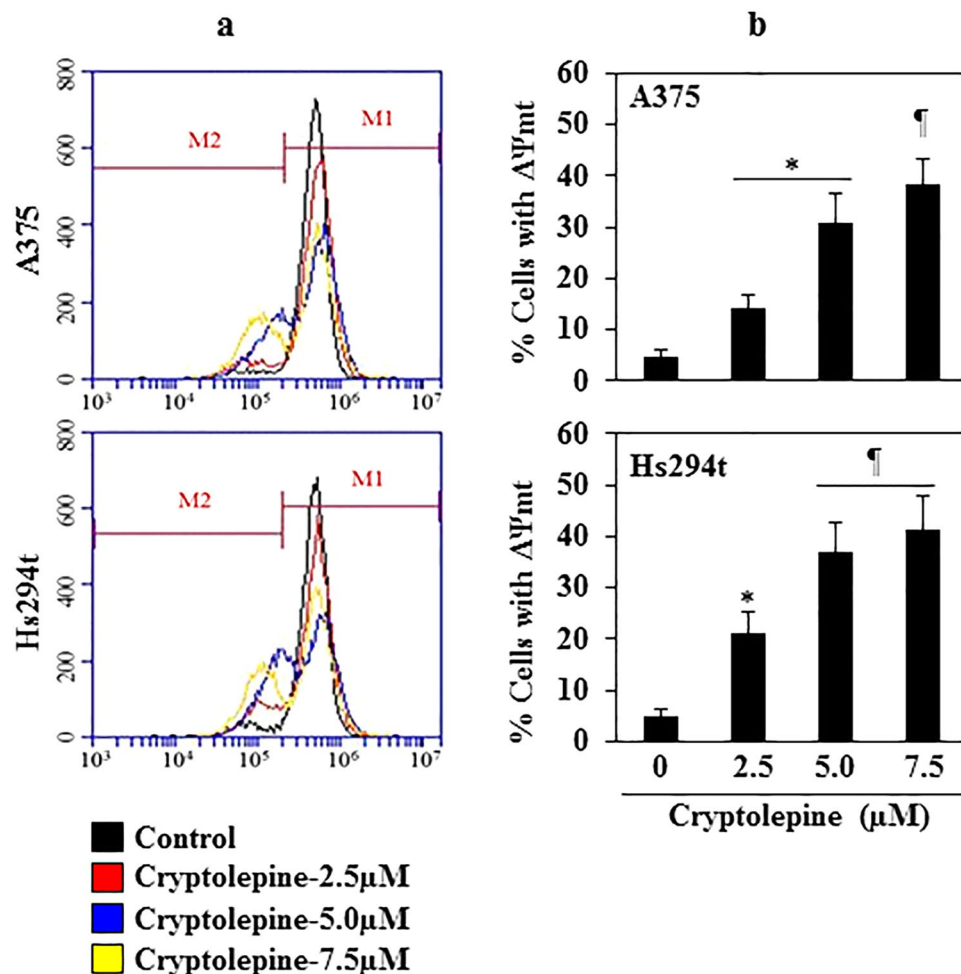 a
A375
800
600
400
200
0
M2
M1
10³ 10⁴ 10⁵ 10⁶ 10⁷
Hs294t
800
600
400
200
0
M2
M1
10³ 10⁴ 10⁵ 10⁶ 10⁷
Control
Cryptolepine-2.5µM
Cryptolepine-5.0µM
Cryptolepine-7.5µM
b
% Cells with ΔΨmt
60
50
40
30
20
10
0
A375
*
¶
% Cells with ΔΨmt
60
50
40
30
20
10
0
Hs294t
*
¶
0 2.5 5.0 7.5
Cryptolepine (µM)